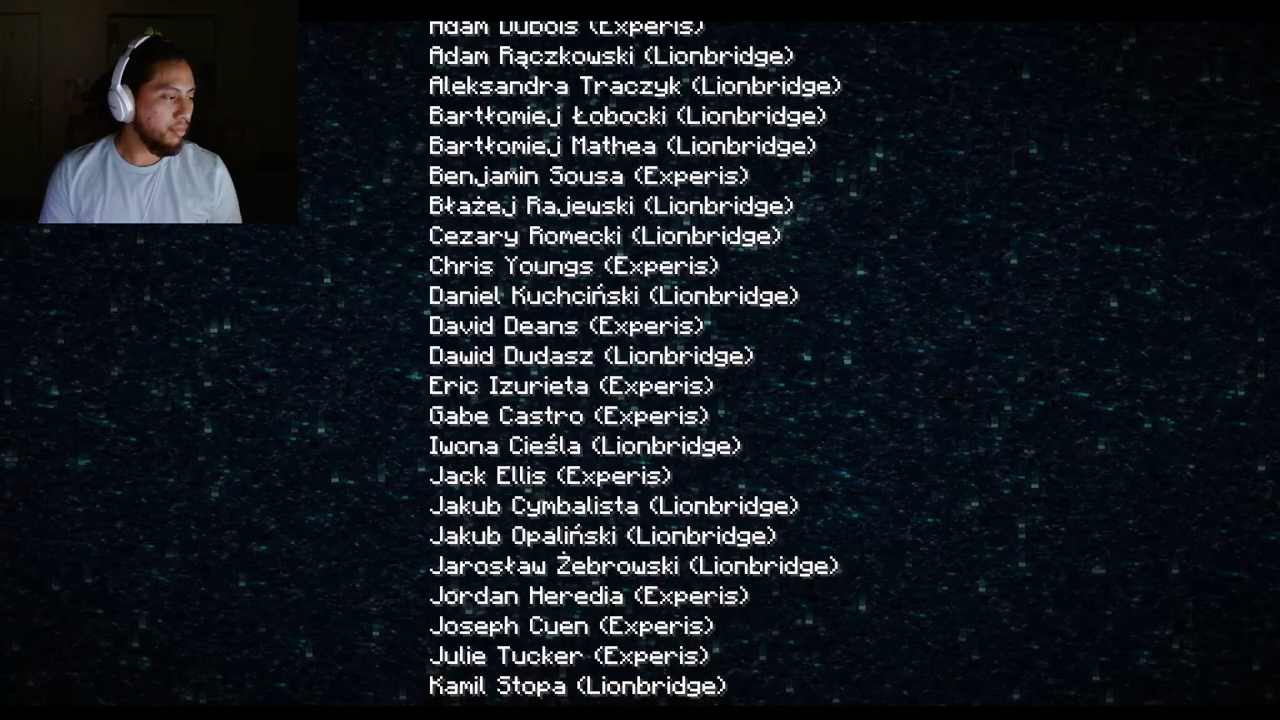 Adam Dubois (Experis)
Adam Rączkowski (Lionbridge)
Aleksandra Traczyk (Lionbridge)
Bartłomiej Łobocki (Lionbridge)
Bartłomiej Mathea (Lionbridge)
Benjamin Sousa (Experis)
Błażej Rajewski (Lionbridge)
Cezary Romecki (Lionbridge)
Chris Youngs (Experis)
Daniel Kuchciński (Lionbridge)
David Deans (Experis)
Dawid Dudasz (Lionbridge)
Eric Izurieta (Experis)
Gabe Castro (Experis)
Iwona Cieśla (Lionbridge)
Jack Ellis (Experis)
Jakub Cymbalista (Lionbridge)
Jakub Opaliński (Lionbridge)
Jarosław Żebrowski (Lionbridge)
Jordan Heredia (Experis)
Joseph Cuen (Experis)
Julie Tucker (Experis)
Kamil Stopa (Lionbridge)